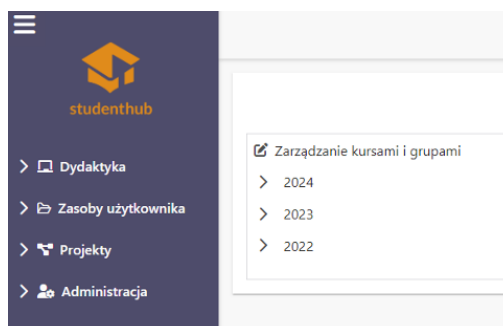 studenthub
Dydaktyka
Zasoby użytkownika
Projekty
Administracja
Zarządzanie kursami i grupami
2024
2023
2022